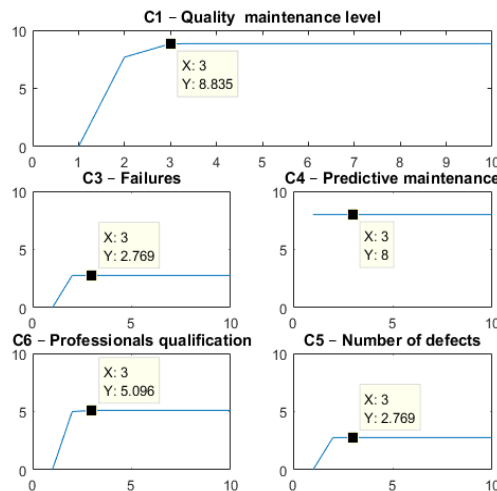 C1 – Quality maintenance level
10
5
0
X: 3
Y: 8.835
0 1 2 3 4 5 6 7 8 9 10
C3 – Failures
10
5
0
X: 3
Y: 2.769
5 10
C4 – Predictive maintenance
10
5
0
X: 3
Y: 8
5 10
C6 – Professionals qualification
10
5
0
X: 3
Y: 5.096
0 5 10
C5 – Number of defects
10
5
0
X: 3
Y: 2.769
0 5 10